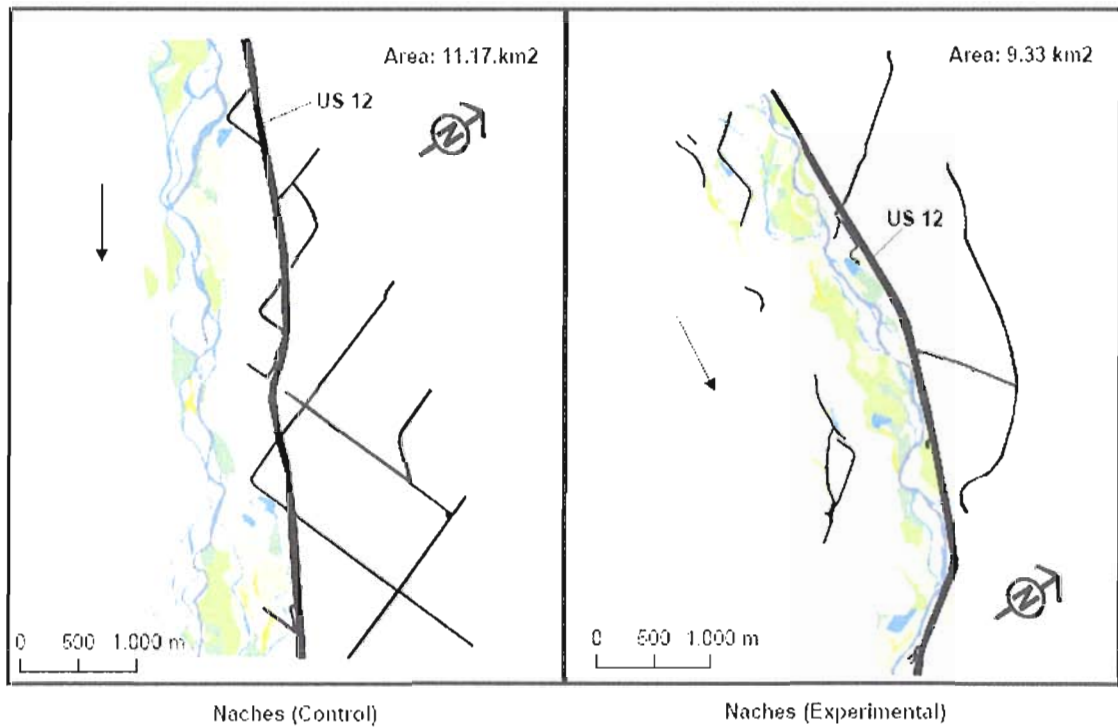 Area: 11.17.km2
US 12
N
0 500 1.000 m
Naches (Control)
Area: 9.33 km2
US 12
N
0 500 1.000 m
Naches (Experimental)